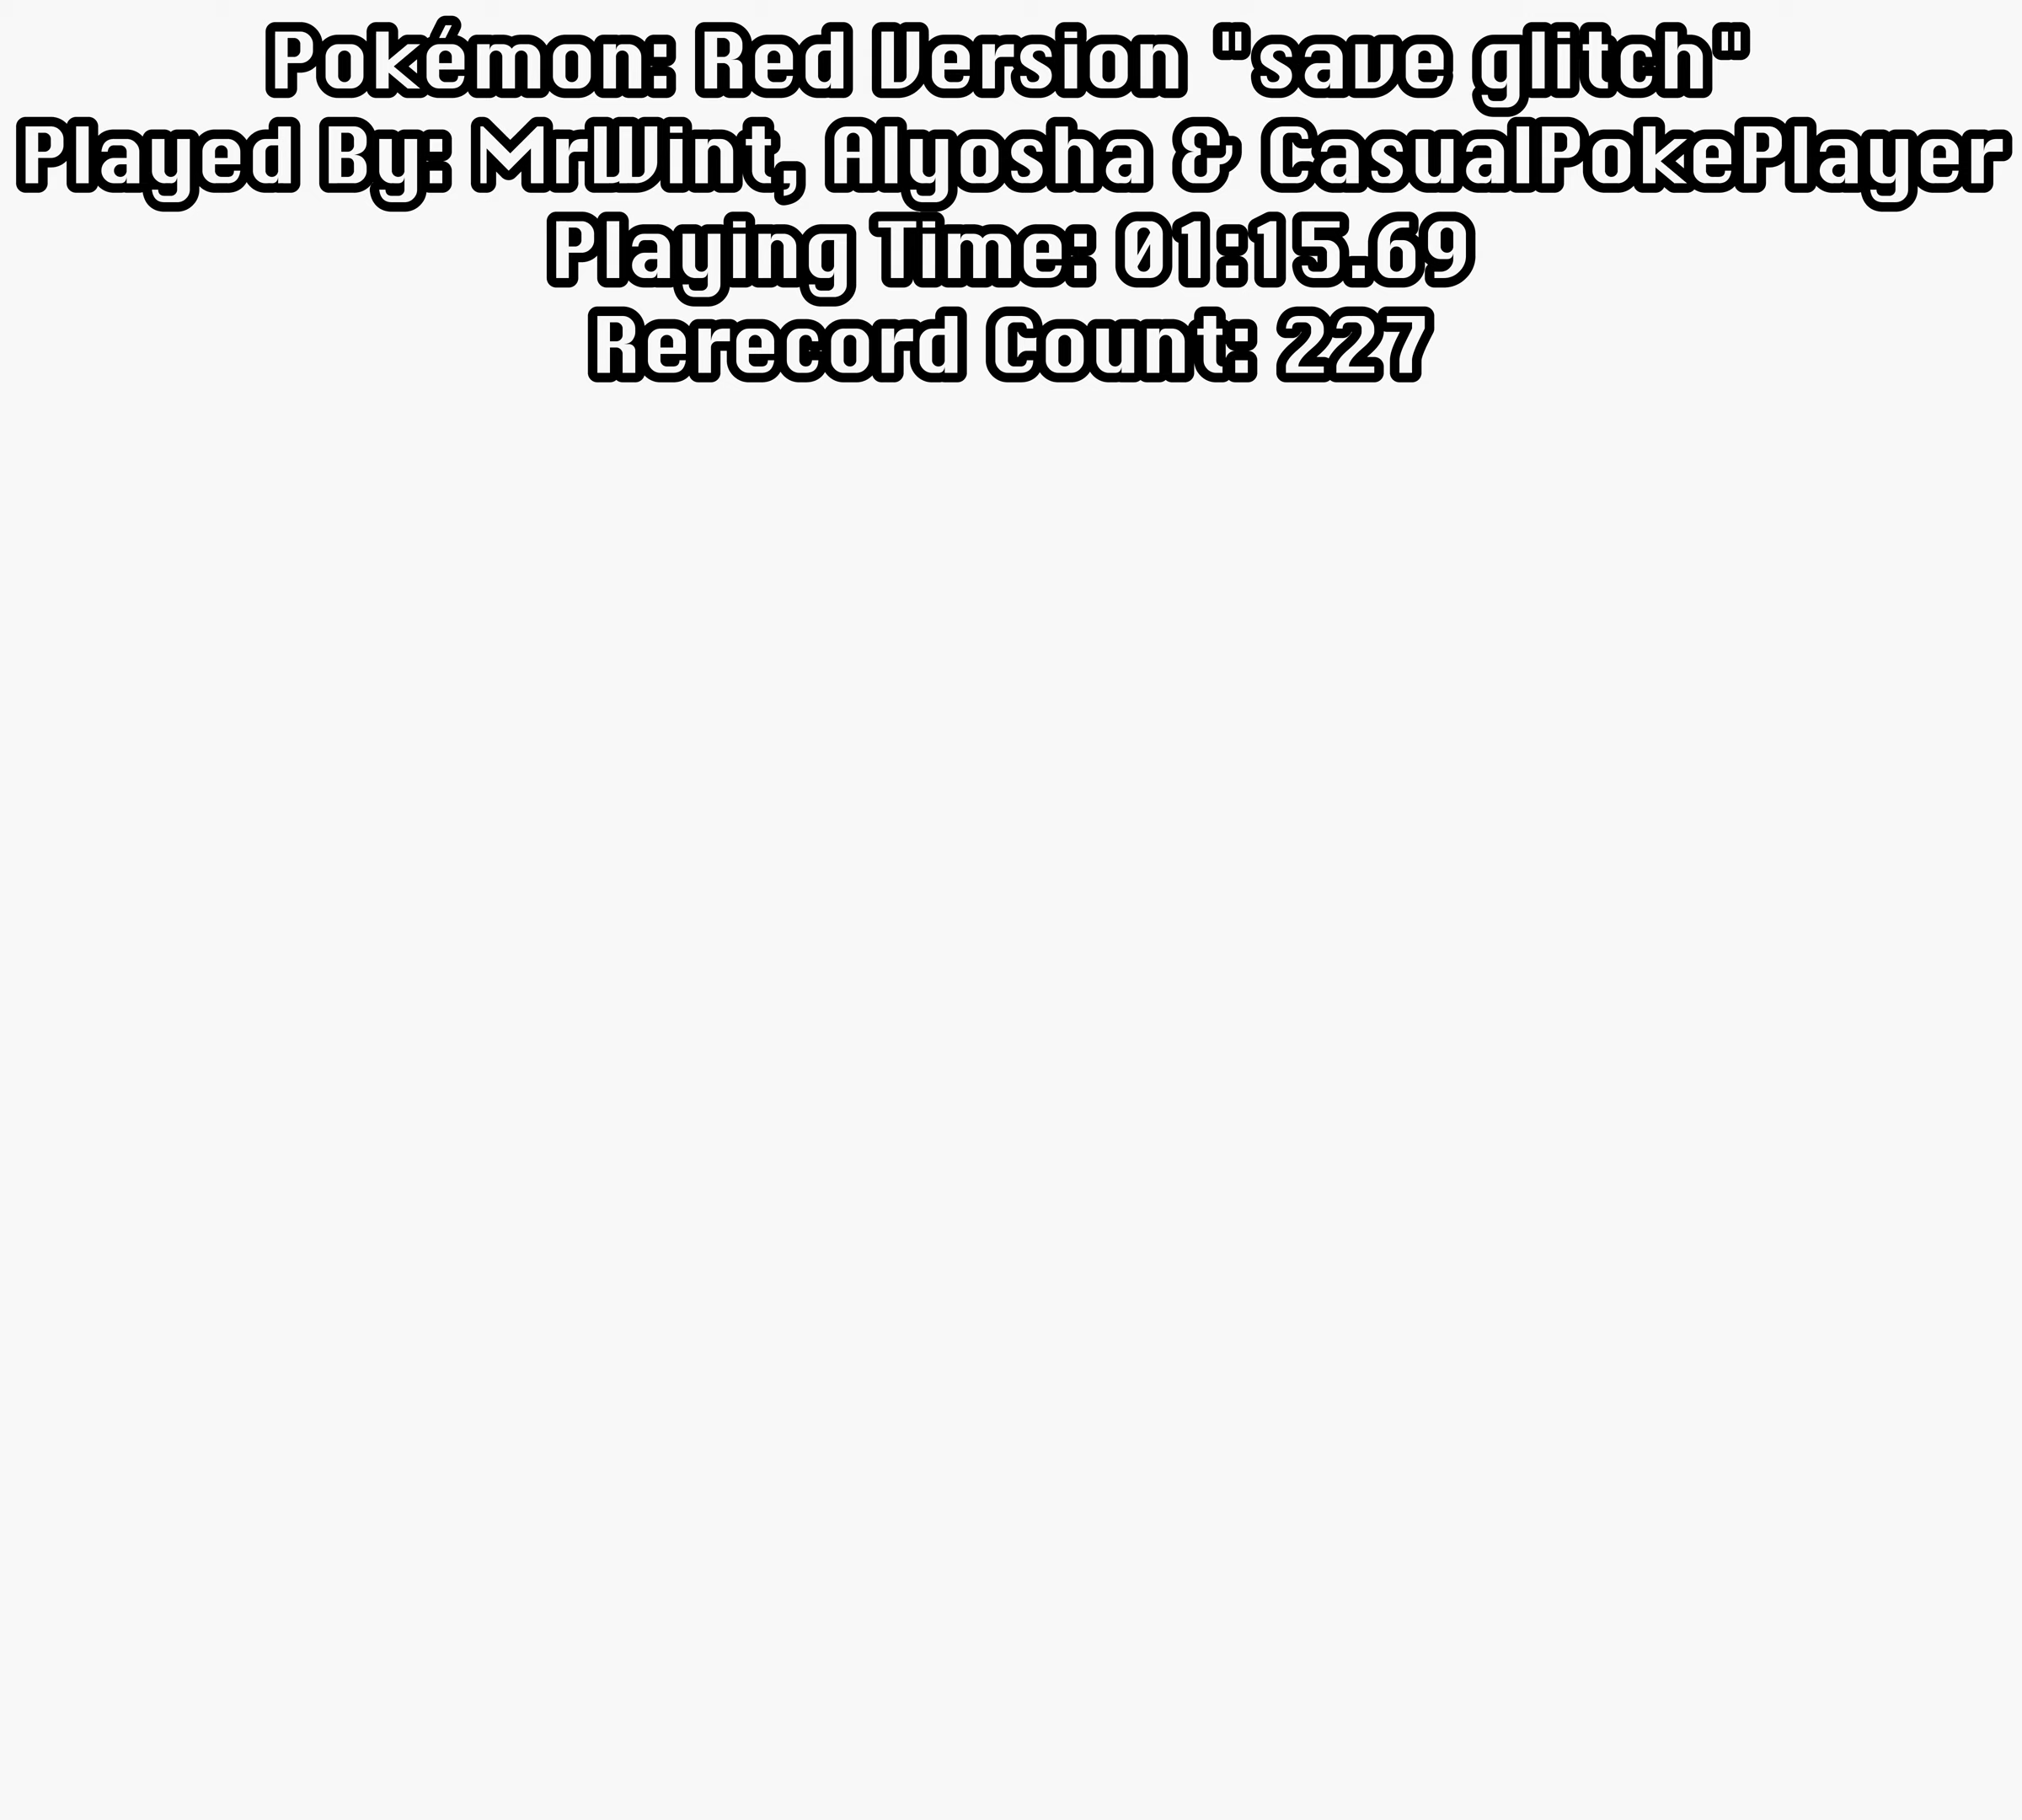 Pokémon: Red Version "save glitch"
Played By: MrWint, Alyosha & CasualPokePlayer
Playing Time: 01:15.69
Rerecord Count: 227